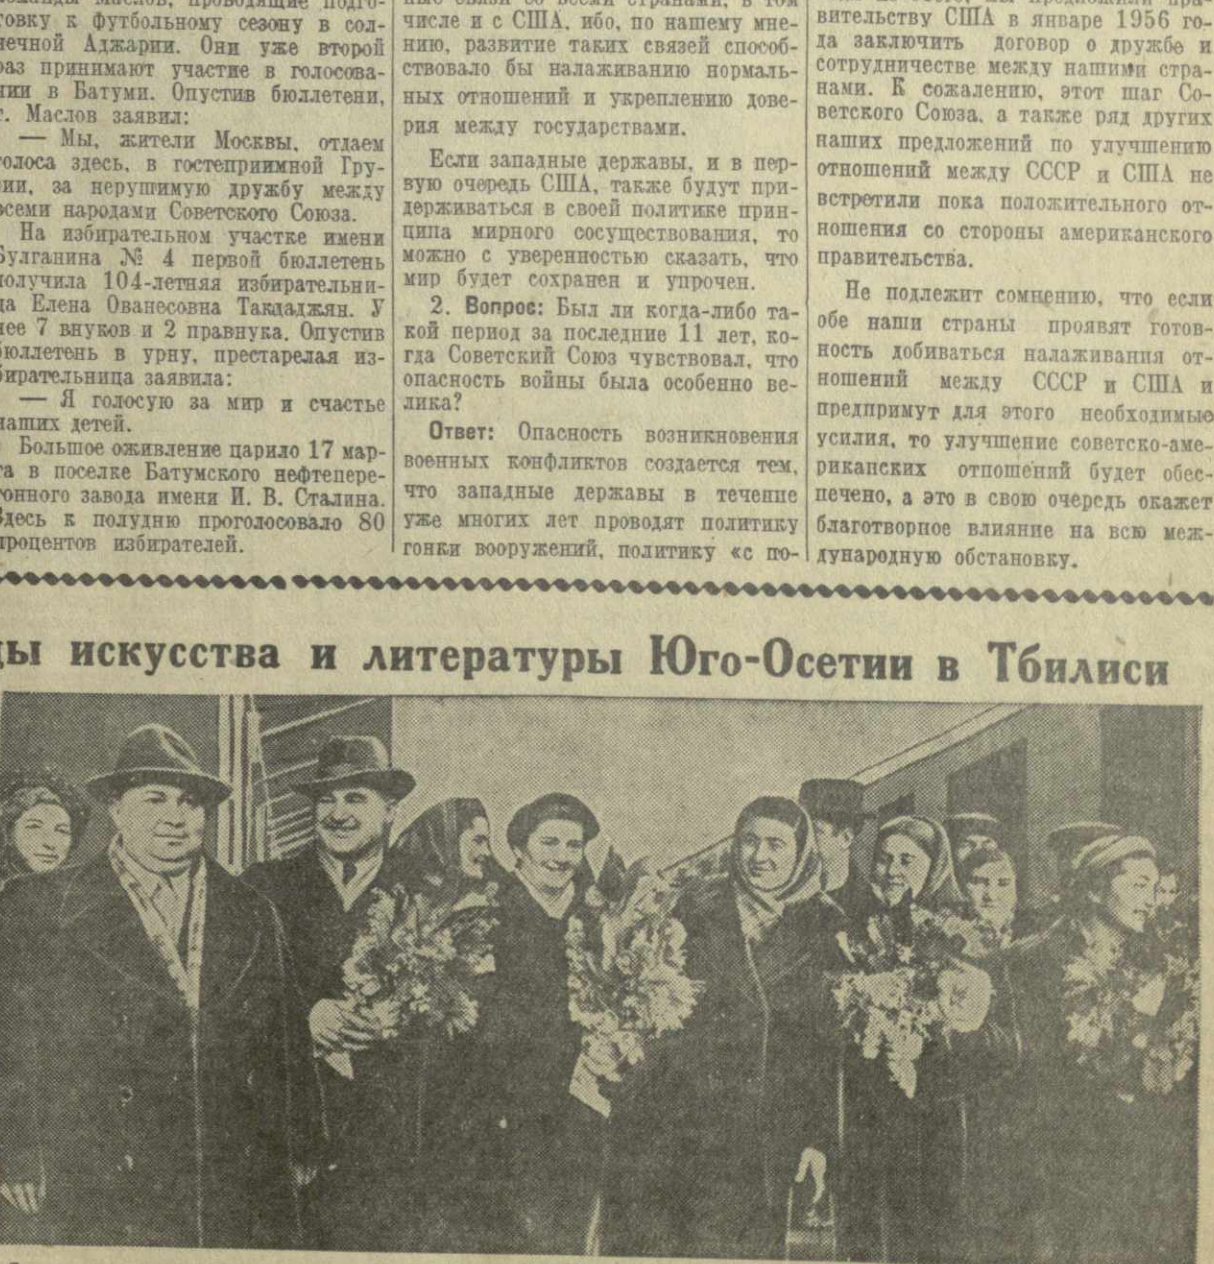 команды Маслов, проводящие подго-
товку к футбольному сезону в сол-
нечной Аджарии. Они уже второй
раз принимают участие в голосова-
нии в Батуми. Опустив бюллетени,
т. Маслов заявил:
— Мы, жители Москвы, отдаем
голоса здесь, в гостеприимной Гру-
зии, за нерушимую дружбу между
всеми народами Советского Союза.
На избирательном участке имени
Булганина № 4 первой бюллетень
получила 104-летняя избирательни-
ца Елена Ованесовна Такдаджян. У
нее 7 внуков и 2 правнука. Опустив
бюллетень в урну, престарелая из-
бирательница заявила:
— Я голосую за мир и счастье
наших детей.
Большое оживление царило 17 мар-
та в поселке Батумского нефтепере-
гонного завода имени И. В. Сталина.
Здесь к полудню проголосовало 80
процентов избирателей.
ные связи со всеми странами, в том
числе и с США, ибо, по нашему мне-
нию, развитие таких связей способ-
ствовало бы налаживанию нормаль-
ных отношений и укреплению дове-
рия между государствами.
Если западные державы, и в пер-
вую очередь США, также будут при-
держиваться в своей политике прин-
ципа мирного сосуществования, то
можно с уверенностью сказать, что
мир будет сохранен и упрочен.
2. Вопрос: Был ли когда-либо та-
кой период за последние 11 лет, ко-
гда Советский Союз чувствовал, что
опасность войны была особенно ве-
лика?
Ответ: Опасность возникновения
военных конфликтов создается тем,
что западные державы в течение
уже многих лет проводят политику
гонки вооружений, политику «с по-
вительству США в январе 1956 го-
да заключить договор о дружбе и
сотрудничестве между нашими стра-
нами. К сожалению, этот шаг Со-
ветского Союза, а также ряд других
наших предложений по улучшению
отношений между СССР и США не
встретили пока положительного от-
ношения со стороны американского
правительства.
Не подлежит сомнению, что если
обе наши страны проявят готов-
ность добиваться налаживания от-
ношений между СССР и США и
предпримут для этого необходимые
усилия, то улучшение советско-аме-
риканских отношений будет обес-
печено, а это в свою очередь окажет
благотворное влияние на всю меж-
дународную обстановку.
ды искусства и литературы Юго-Осетии в Тбилиси